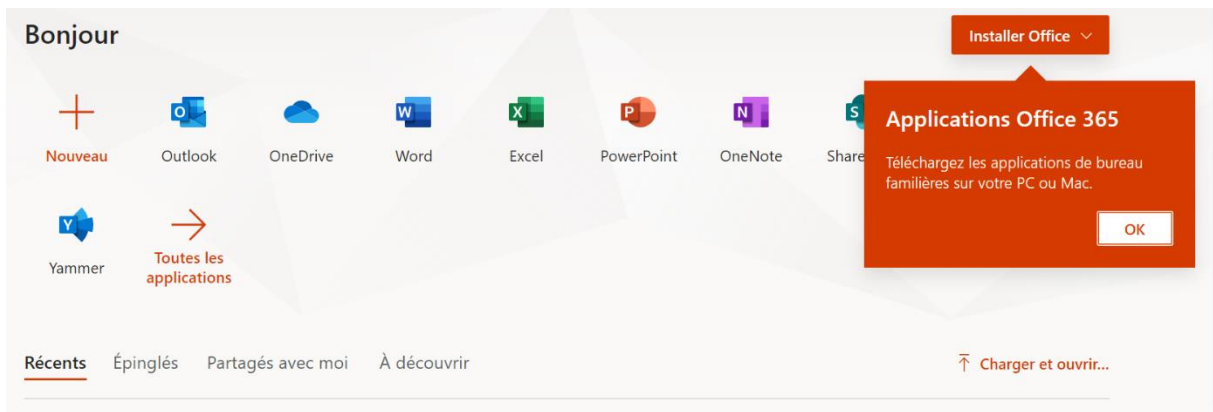 Bonjour
Installer Office
Nouveau
Outlook
OneDrive
Word
Excel
PowerPoint
OneNote
Share
Applications Office 365
Téléchargez les applications de bureau
familières sur votre PC ou Mac.
OK
Yammer
Toutes les
applications
Récents
Épinglés
Partagés avec moi
À découvrir
Charger et ouvrir...